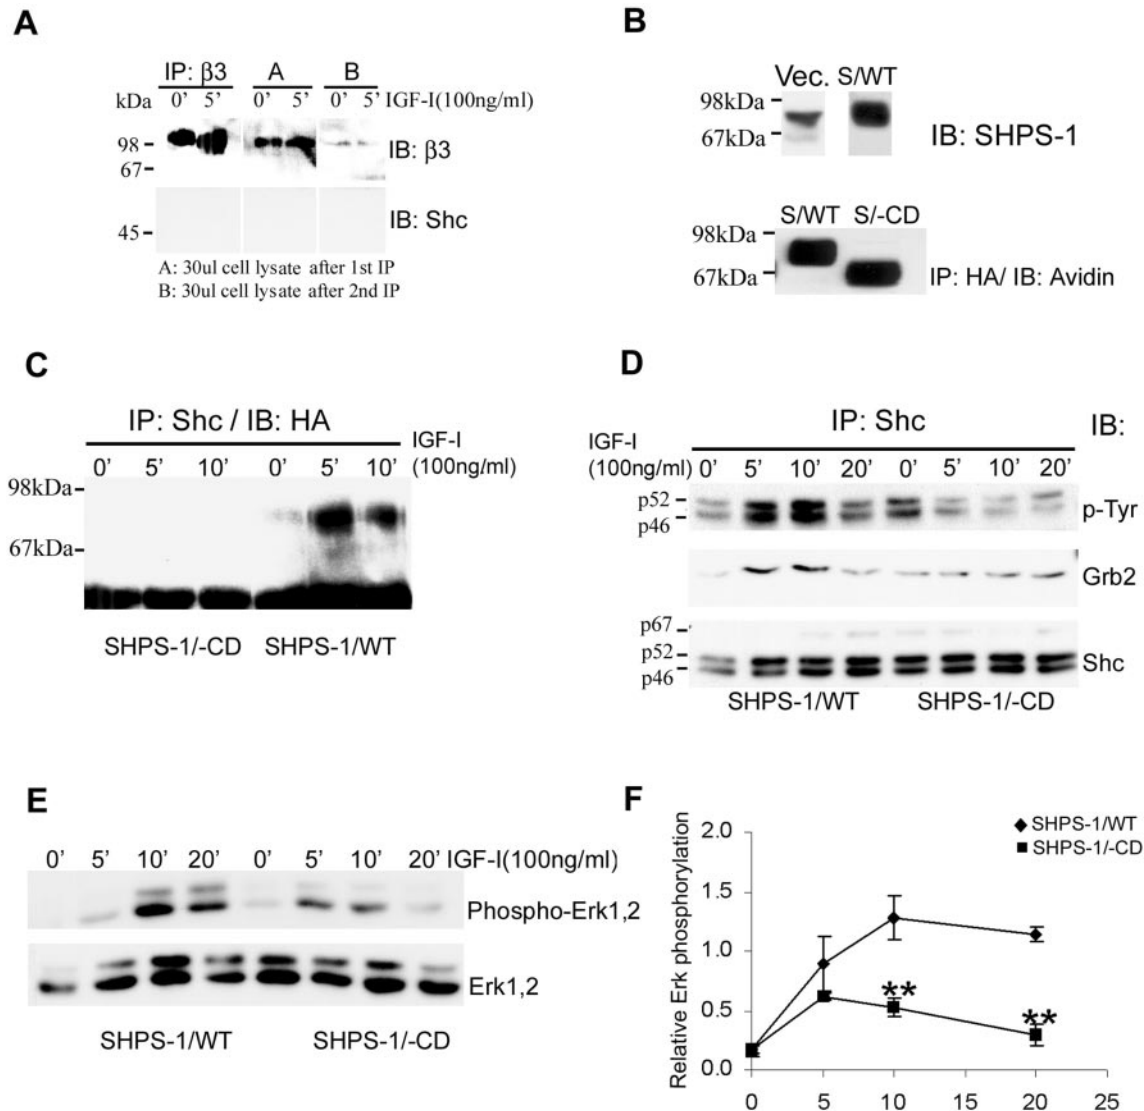 A
IP: β3 A B
kDa 0' 5' 0' 5' 0' 5' IGF-I(100ng/ml)
98
IB: β3
67
IB: Shc
45
A: 30ul cell lysate after 1st IP
B: 30ul cell lysate after 2nd IP
B
Vec. S/WT
98kDa
67kDa
IB: SHPS-1
S/WT S/-CD
98kDa
67kDa
IP: HA/ IB: Avidin
C
IP: Shc / IB: HA
IGF-I
0' 5' 10' 0' 5' 10' (100ng/ml)
98kDa
67kDa
SHPS-1/-CD SHPS-1/WT
D
IP: Shc IB:
IGF-I
(100ng/ml) 0' 5' 10' 20' 0' 5' 10' 20'
p52
p46
p-Tyr
Grb2
p67
p52
p46
Shc
SHPS-1/WT SHPS-1/-CD
E
0' 5' 10' 20' 0' 5' 10' 20' IGF-I(100ng/ml)
Phospho-Erk1,2
Erk1,2
SHPS-1/WT SHPS-1/-CD
F
Relative Erk phosphorylation
SHPS-1/WT
SHPS-1/-CD
2.0
1.5
1.0
0.5
0.0
**
**
0 5 10 15 20 25